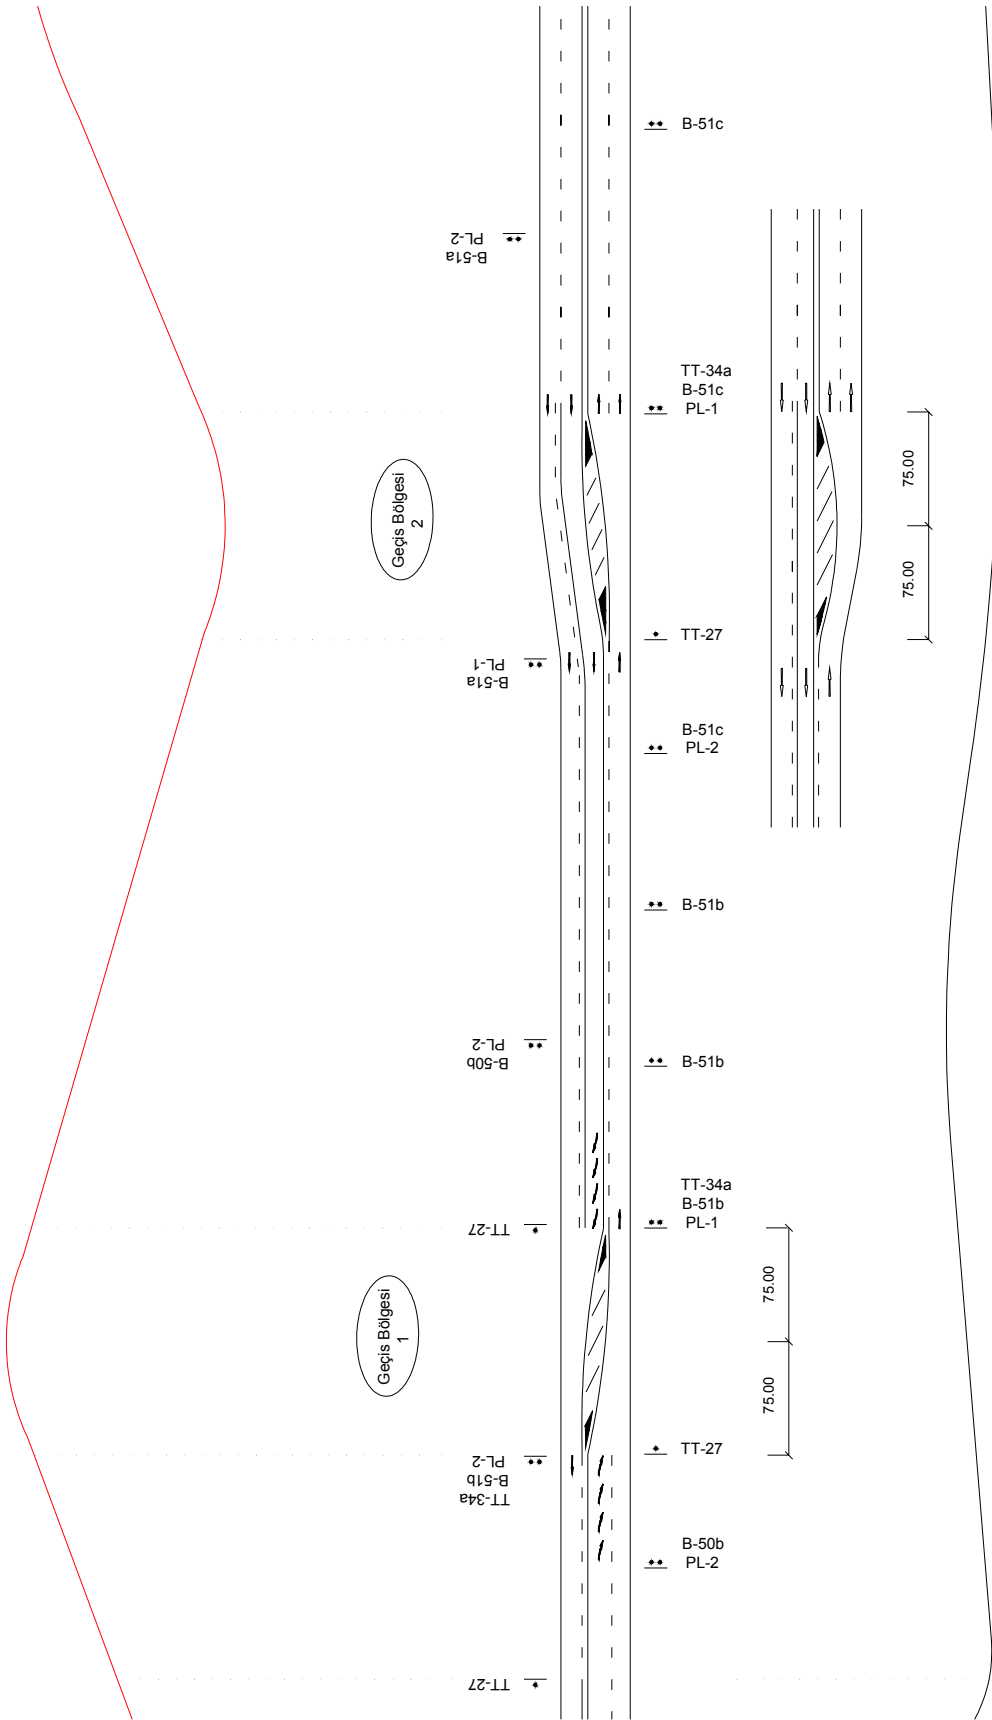 B-51c
PL-2
B-51a
TT-34a
B-51c
PL-1
75.00
75.00
Geçis Bölgesi
2
TT-27
PL-1
B-51a
B-51c
PL-2
B-51b
PL-2
B-50b
B-51b
TT-34a
B-51b
PL-1
TT-27
75.00
75.00
Geçis Bölgesi
1
TT-27
PL-2
B-51b
TT-34a
B-50b
PL-2
TT-27